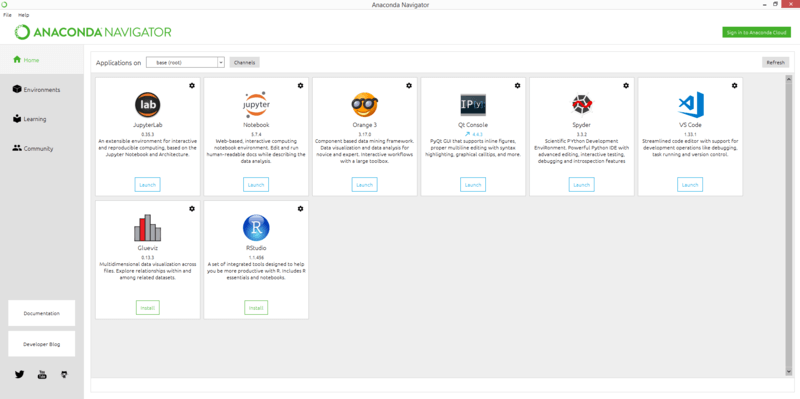 Anaconda Navigator
File Help
ANACONDA NAVIGATOR
Sign in to Anaconda Cloud
Home
Environments
Learning
Community
Documentation
Developer Blog
You
Tube
Applications on base (root) Channels Refresh
lab
JupyterLab
0.35.3
An extensible environment for interactive
and reproducible computing, based on the
Jupyter Notebook and Architecture.
Launch
jupyter
Notebook
5.7.4
Web-based, interactive computing
notebook environment. Edit and run
human-readable docs while describing the
data analysis.
Launch
Orange 3
3.17.0
Component based data mining framework.
Data visualization and data analysis for
novice and expert. Interactive workflows
with a large toolbox.
Launch
IP[y]:
Qt Console
4.4.3
PyQt GUI that supports inline figures,
proper multiline editing with syntax
highlighting, graphical calltips, and more.
Launch
Spyder
3.3.2
Scientific PYthon Development
EnviRonment. Powerful Python IDE with
advanced editing, interactive testing,
debugging and introspection features
Launch
VS Code
1.33.1
Streamlined code editor with support for
development operations like debugging,
task running and version control.
Launch
Glueviz
0.13.3
Multidimensional data visualization across
files. Explore relationships within and
among related datasets.
Install
R
RStudio
1.1.456
A set of integrated tools designed to help
you be more productive with R. Includes R
essentials and notebooks.
Install